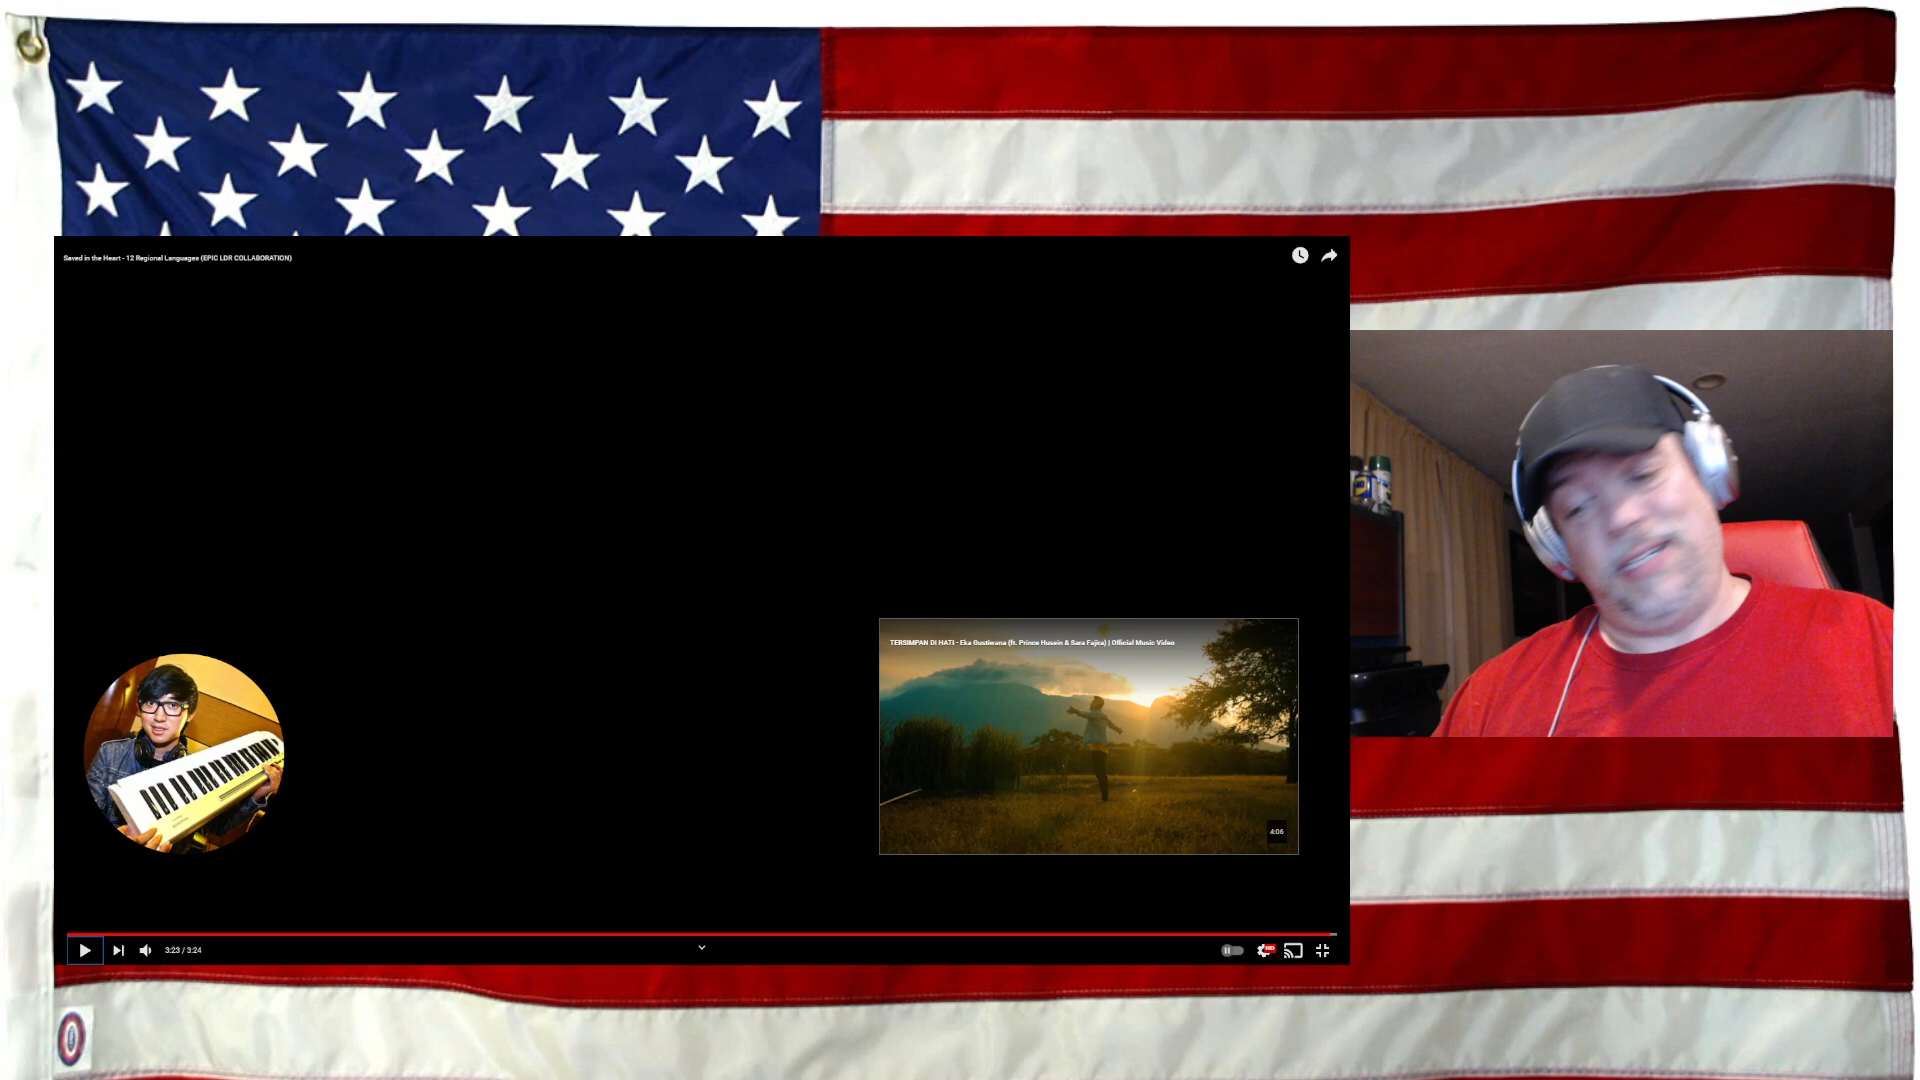 Saved in the Heart - 12 Regional Languages (EPIC LDR COLLABORATION)
TERSIMPAN DI HATI - Eka Gustiwana (ft. Prince Husein & Sara Fajira) | Official Music Video
4:06
3:23 / 3:24
HD